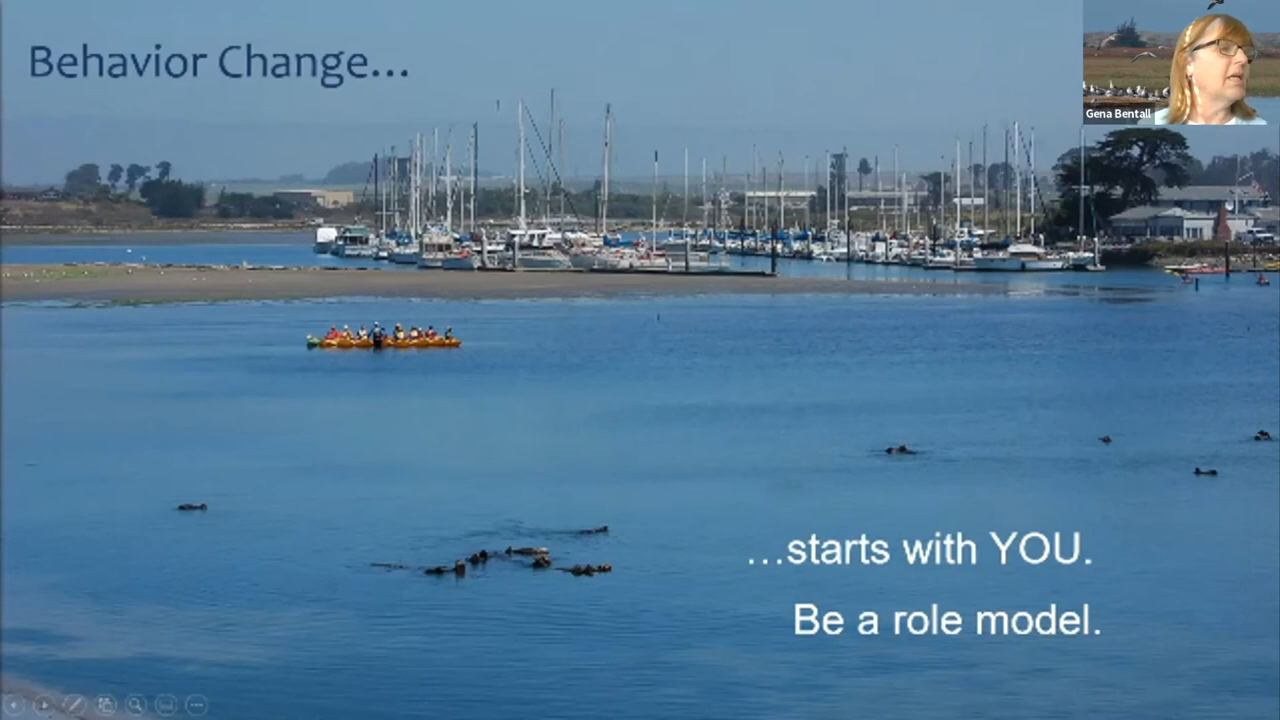 Behavior Change...
Gena Bentall
...starts with YOU.
Be a role model.